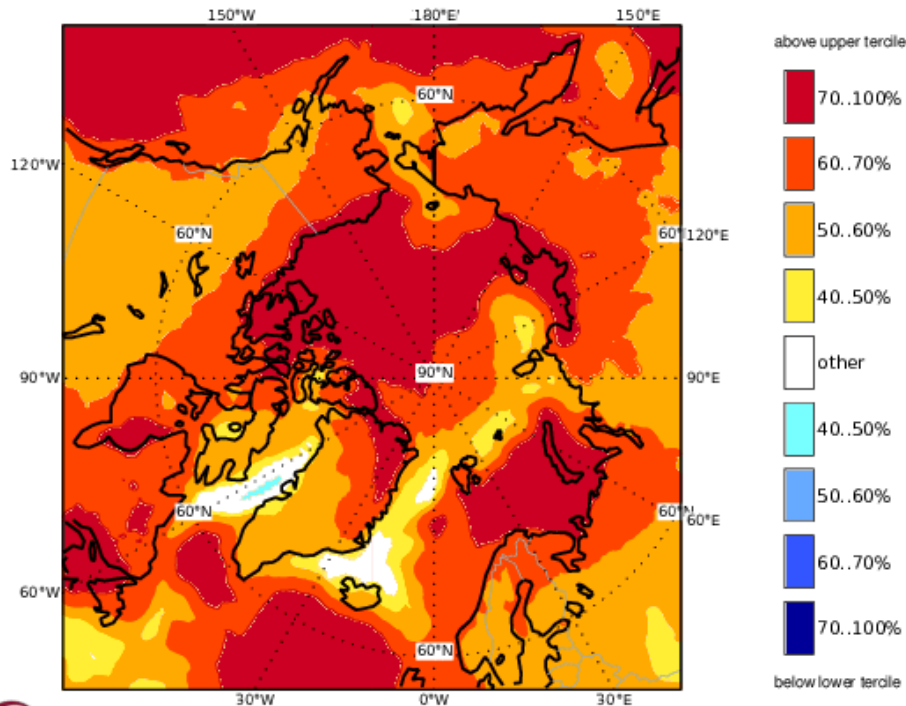 150°W 180°E' 150°E
above upper tercile
60°N
70..100%
120°W
60..70%
60°N 60° 120°E
50..60%
40..50%
other
90°W 90°N 90°E
40..50%
60°N 60°N 60°E
50..60%
60..70%
60°W
70..100%
60°N
below lower tercile
30°W 0°W 30°E